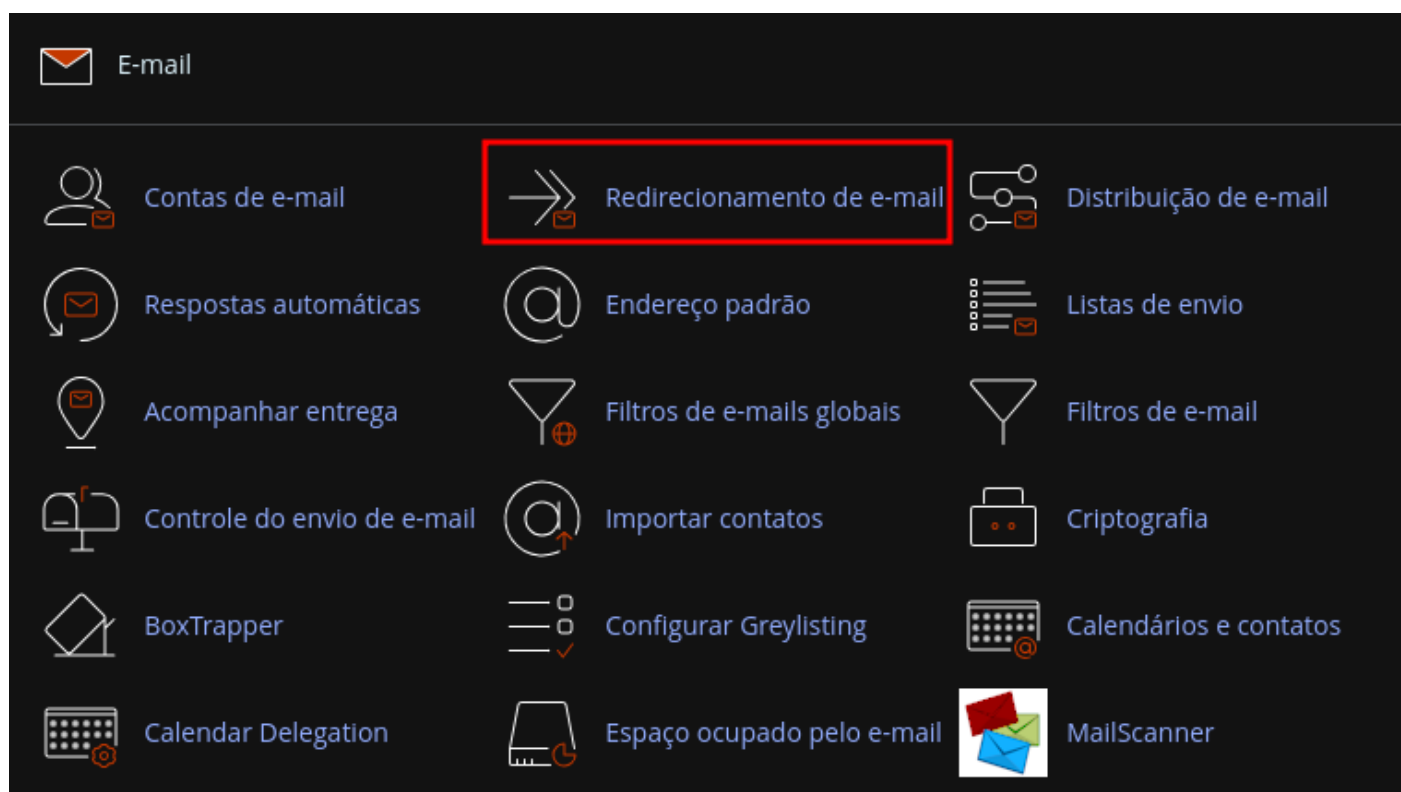 E-mail
Contas de e-mail
Redirecionamento de e-mail
Distribuição de e-mail
Respostas automáticas
Endereço padrão
Listas de envio
Acompanhar entrega
Filtros de e-mails globais
Filtros de e-mail
Controle do envio de e-mail
Importar contatos
Criptografia
BoxTrapper
Configurar Greylisting
Calendários e contatos
Calendar Delegation
Espaço ocupado pelo e-mail
MailScanner